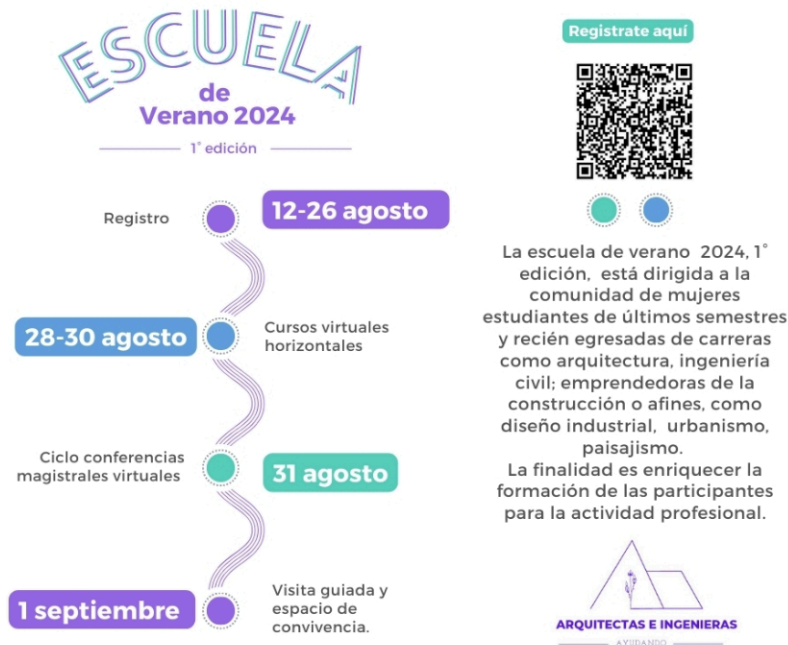 ESCUELA
de
Verano 2024
1° edición
Registro
12-26 agosto
28-30 agosto
Cursos virtuales
horizontales
Ciclo conferencias
magistrales virtuales
31 agosto
1 septiembre
Visita guiada y
espacio de
convivencia.
Registrate aquí
La escuela de verano 2024, 1°
edición, está dirigida a la
comunidad de mujeres
estudiantes de últimos semestres
y recién egresadas de carreras
como arquitectura, ingeniería
civil; emprendedoras de la
construcción o afines, como
diseño industrial, urbanismo,
paisajismo.
La finalidad es enriquecer la
formación de las participantes
para la actividad profesional.
ARQUITECTAS E INGENIERAS
AYUDANDO